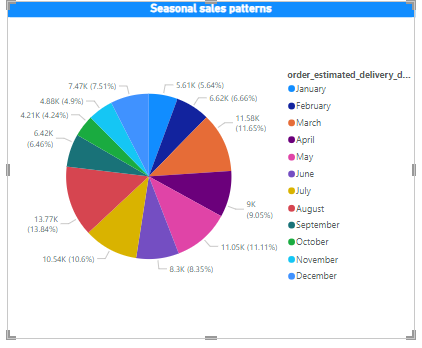 Seasonal sales patterns
7.47K (7.51%)
5.61K (5.64%)
4.88K (4.9%)
6.62K (6.66%)
4.21K (4.24%)
11.58K
(11.65%)
6.42K
(6.46%)
9K
(9.05%)
13.77K
(13.84%)
11.05K (11.11%)
10.54K (10.6%)
8.3K (8.35%)
order_estimated_delivery_d...
January
February
March
April
May
June
July
August
September
October
November
December